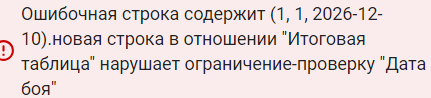 Ошибочная строка содержит (1, 1, 2026-12-
10).новая строка в отношении "Итоговая
таблица" нарушает ограничение-проверку "Дата
боя"